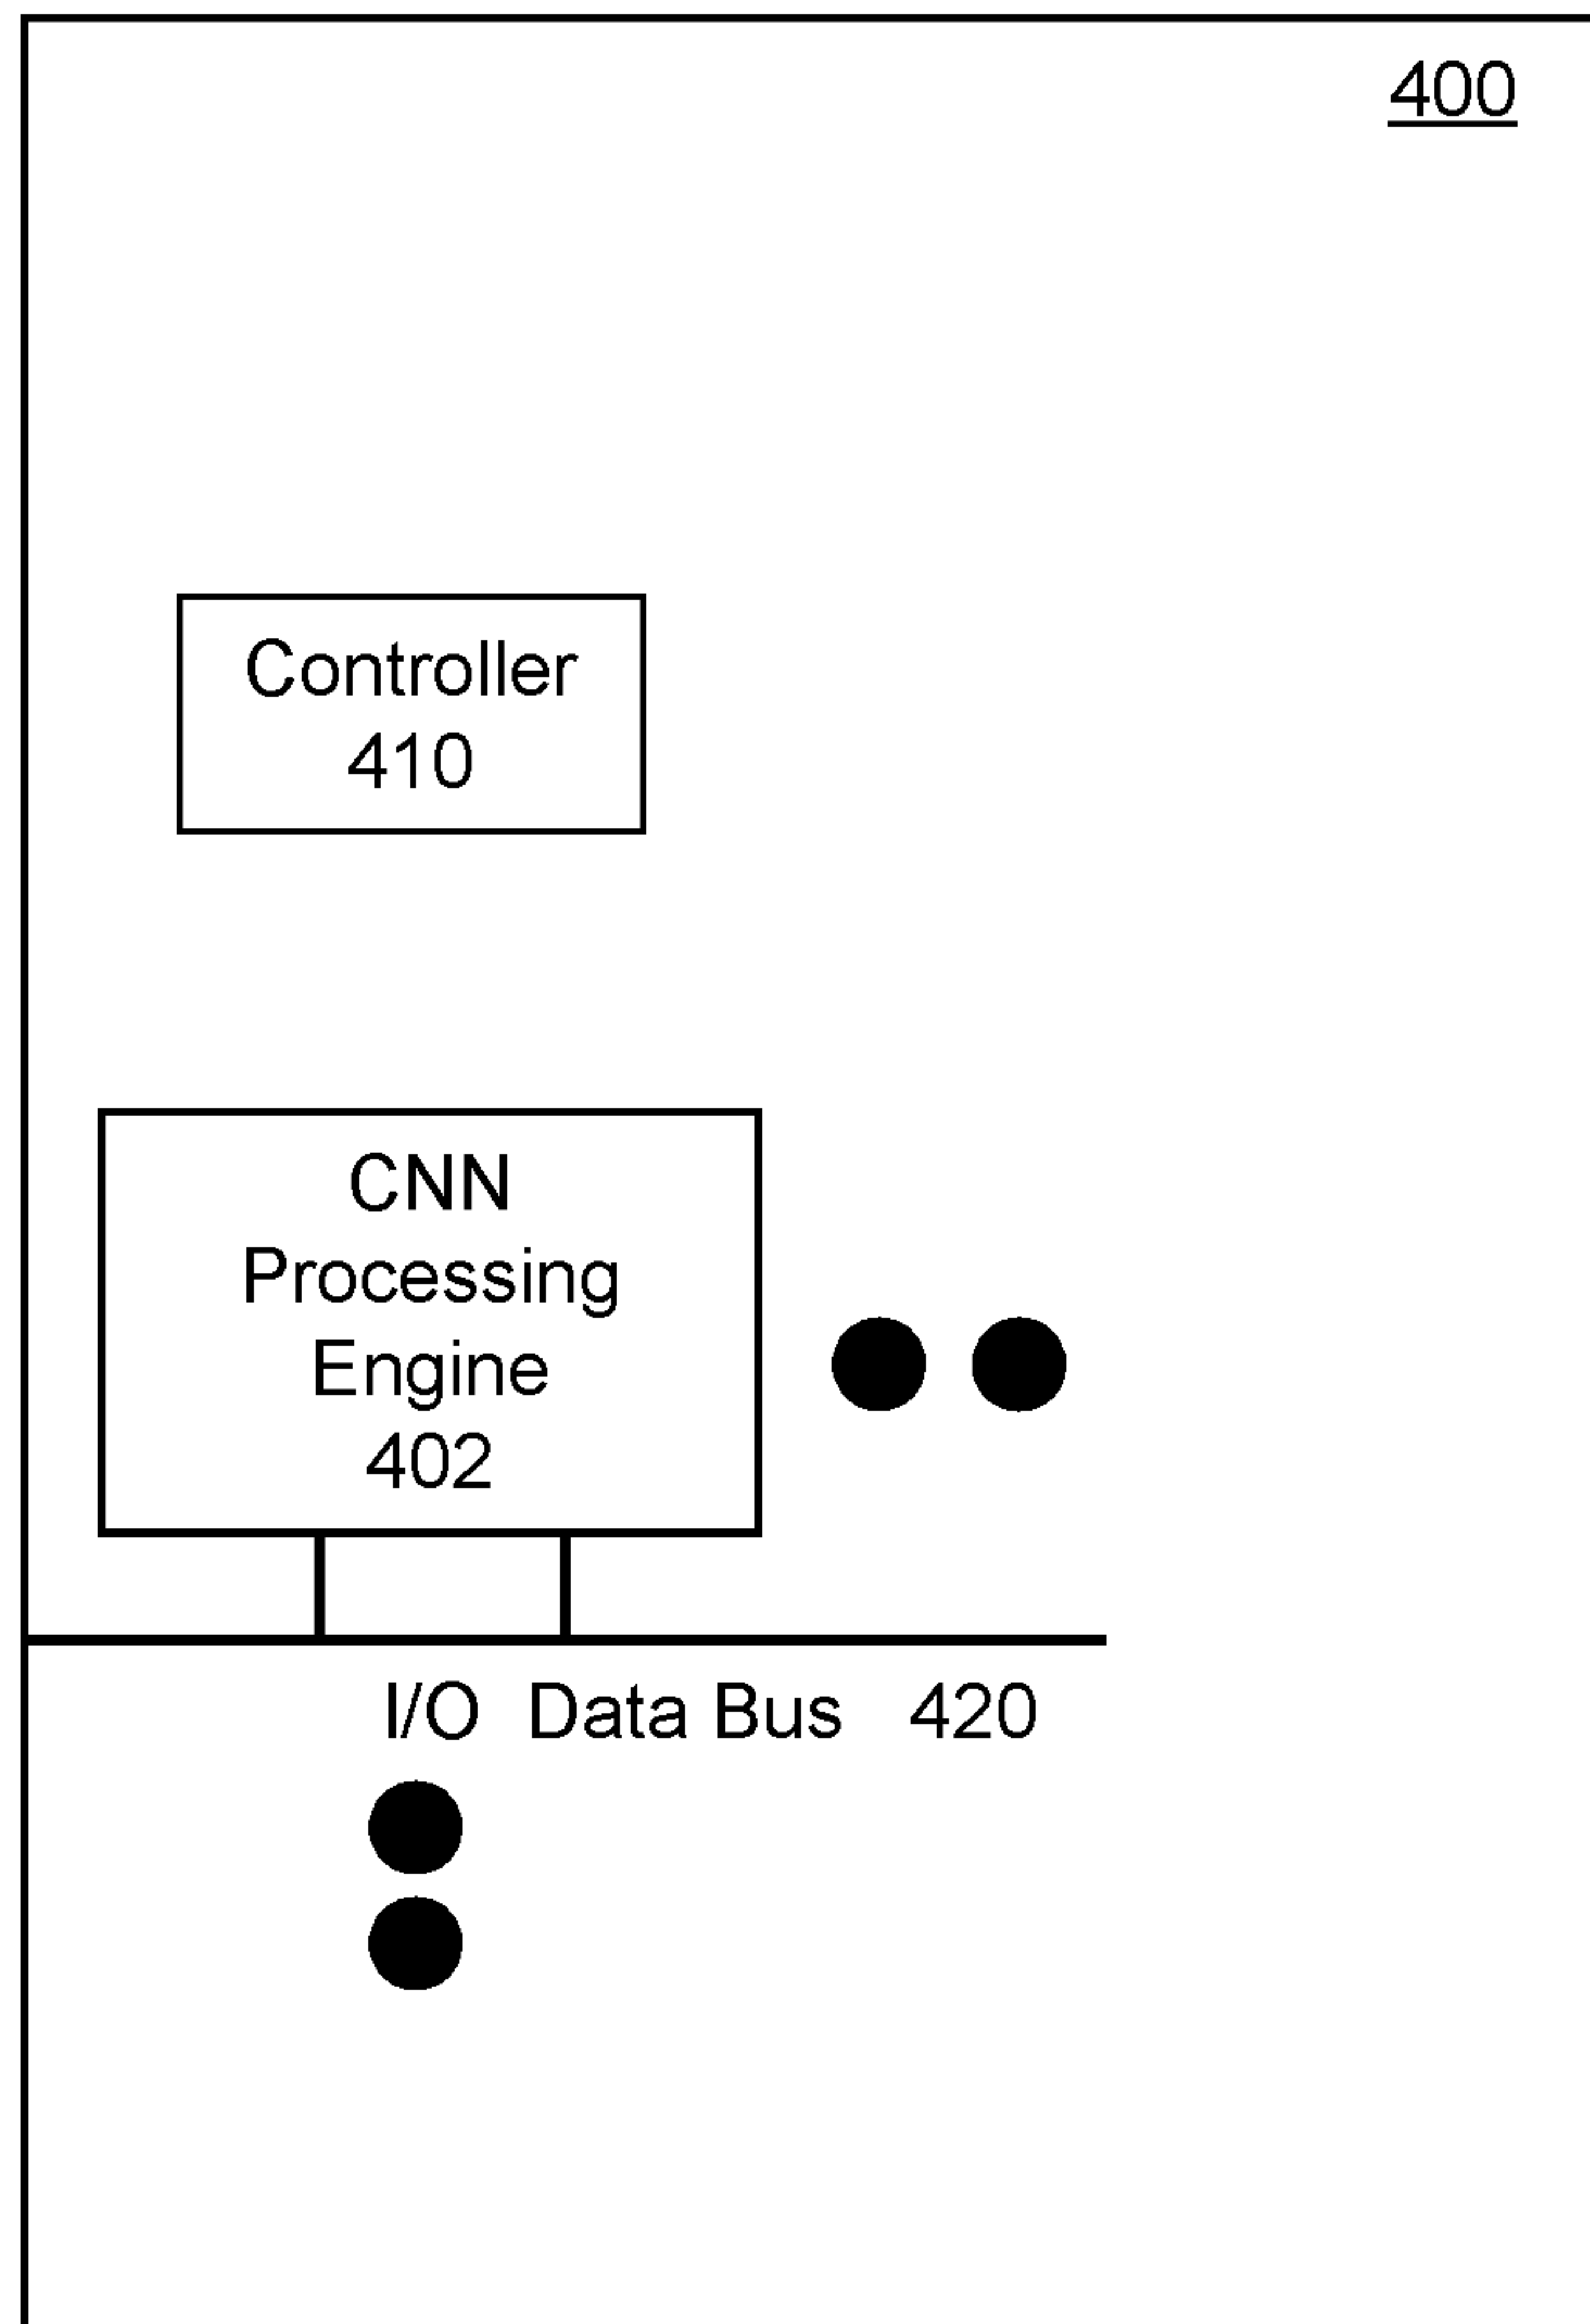 400
Controller
410
CNN
Processing
Engine
402
I/O Data Bus 420